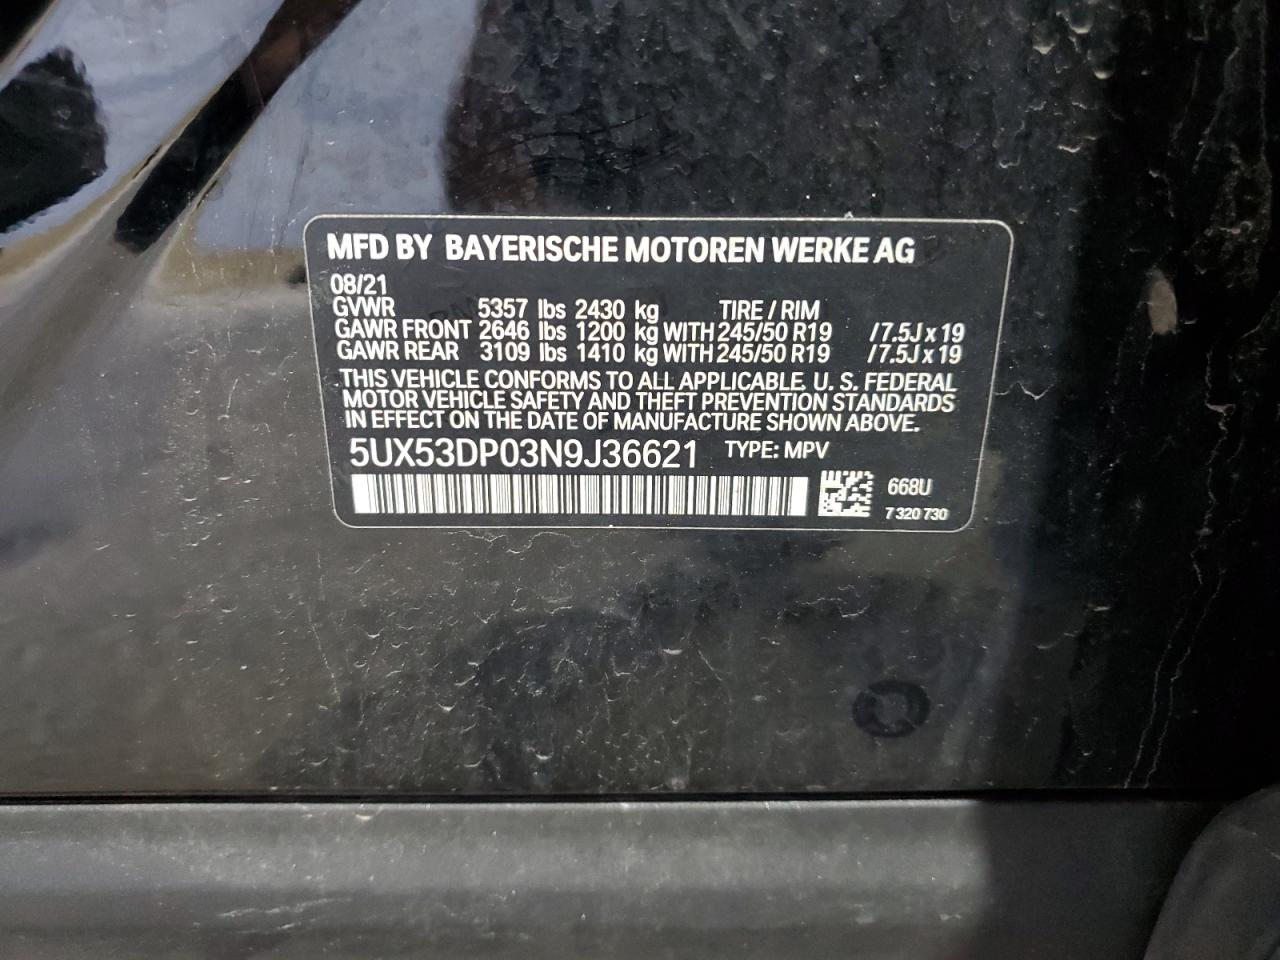 MFD BY BAYERISCHE MOTOREN WERKE AG
08/21
GVWR 5357 lbs 2430 kg TIRE / RIM
GAWR FRONT 2646 lbs 1200 kg WITH 245/50 R19 / 7.5J x 19
GAWR REAR 3109 lbs 1410 kg WITH 245/50 R19 / 7.5J x 19
THIS VEHICLE CONFORMS TO ALL APPLICABLE U. S. FEDERAL
MOTOR VEHICLE SAFETY AND THEFT PREVENTION STANDARDS
IN EFFECT ON THE DATE OF MANUFACTURE SHOWN ABOVE.
5UX53DP03N9J36621 TYPE: MPV
668U
7 320 730